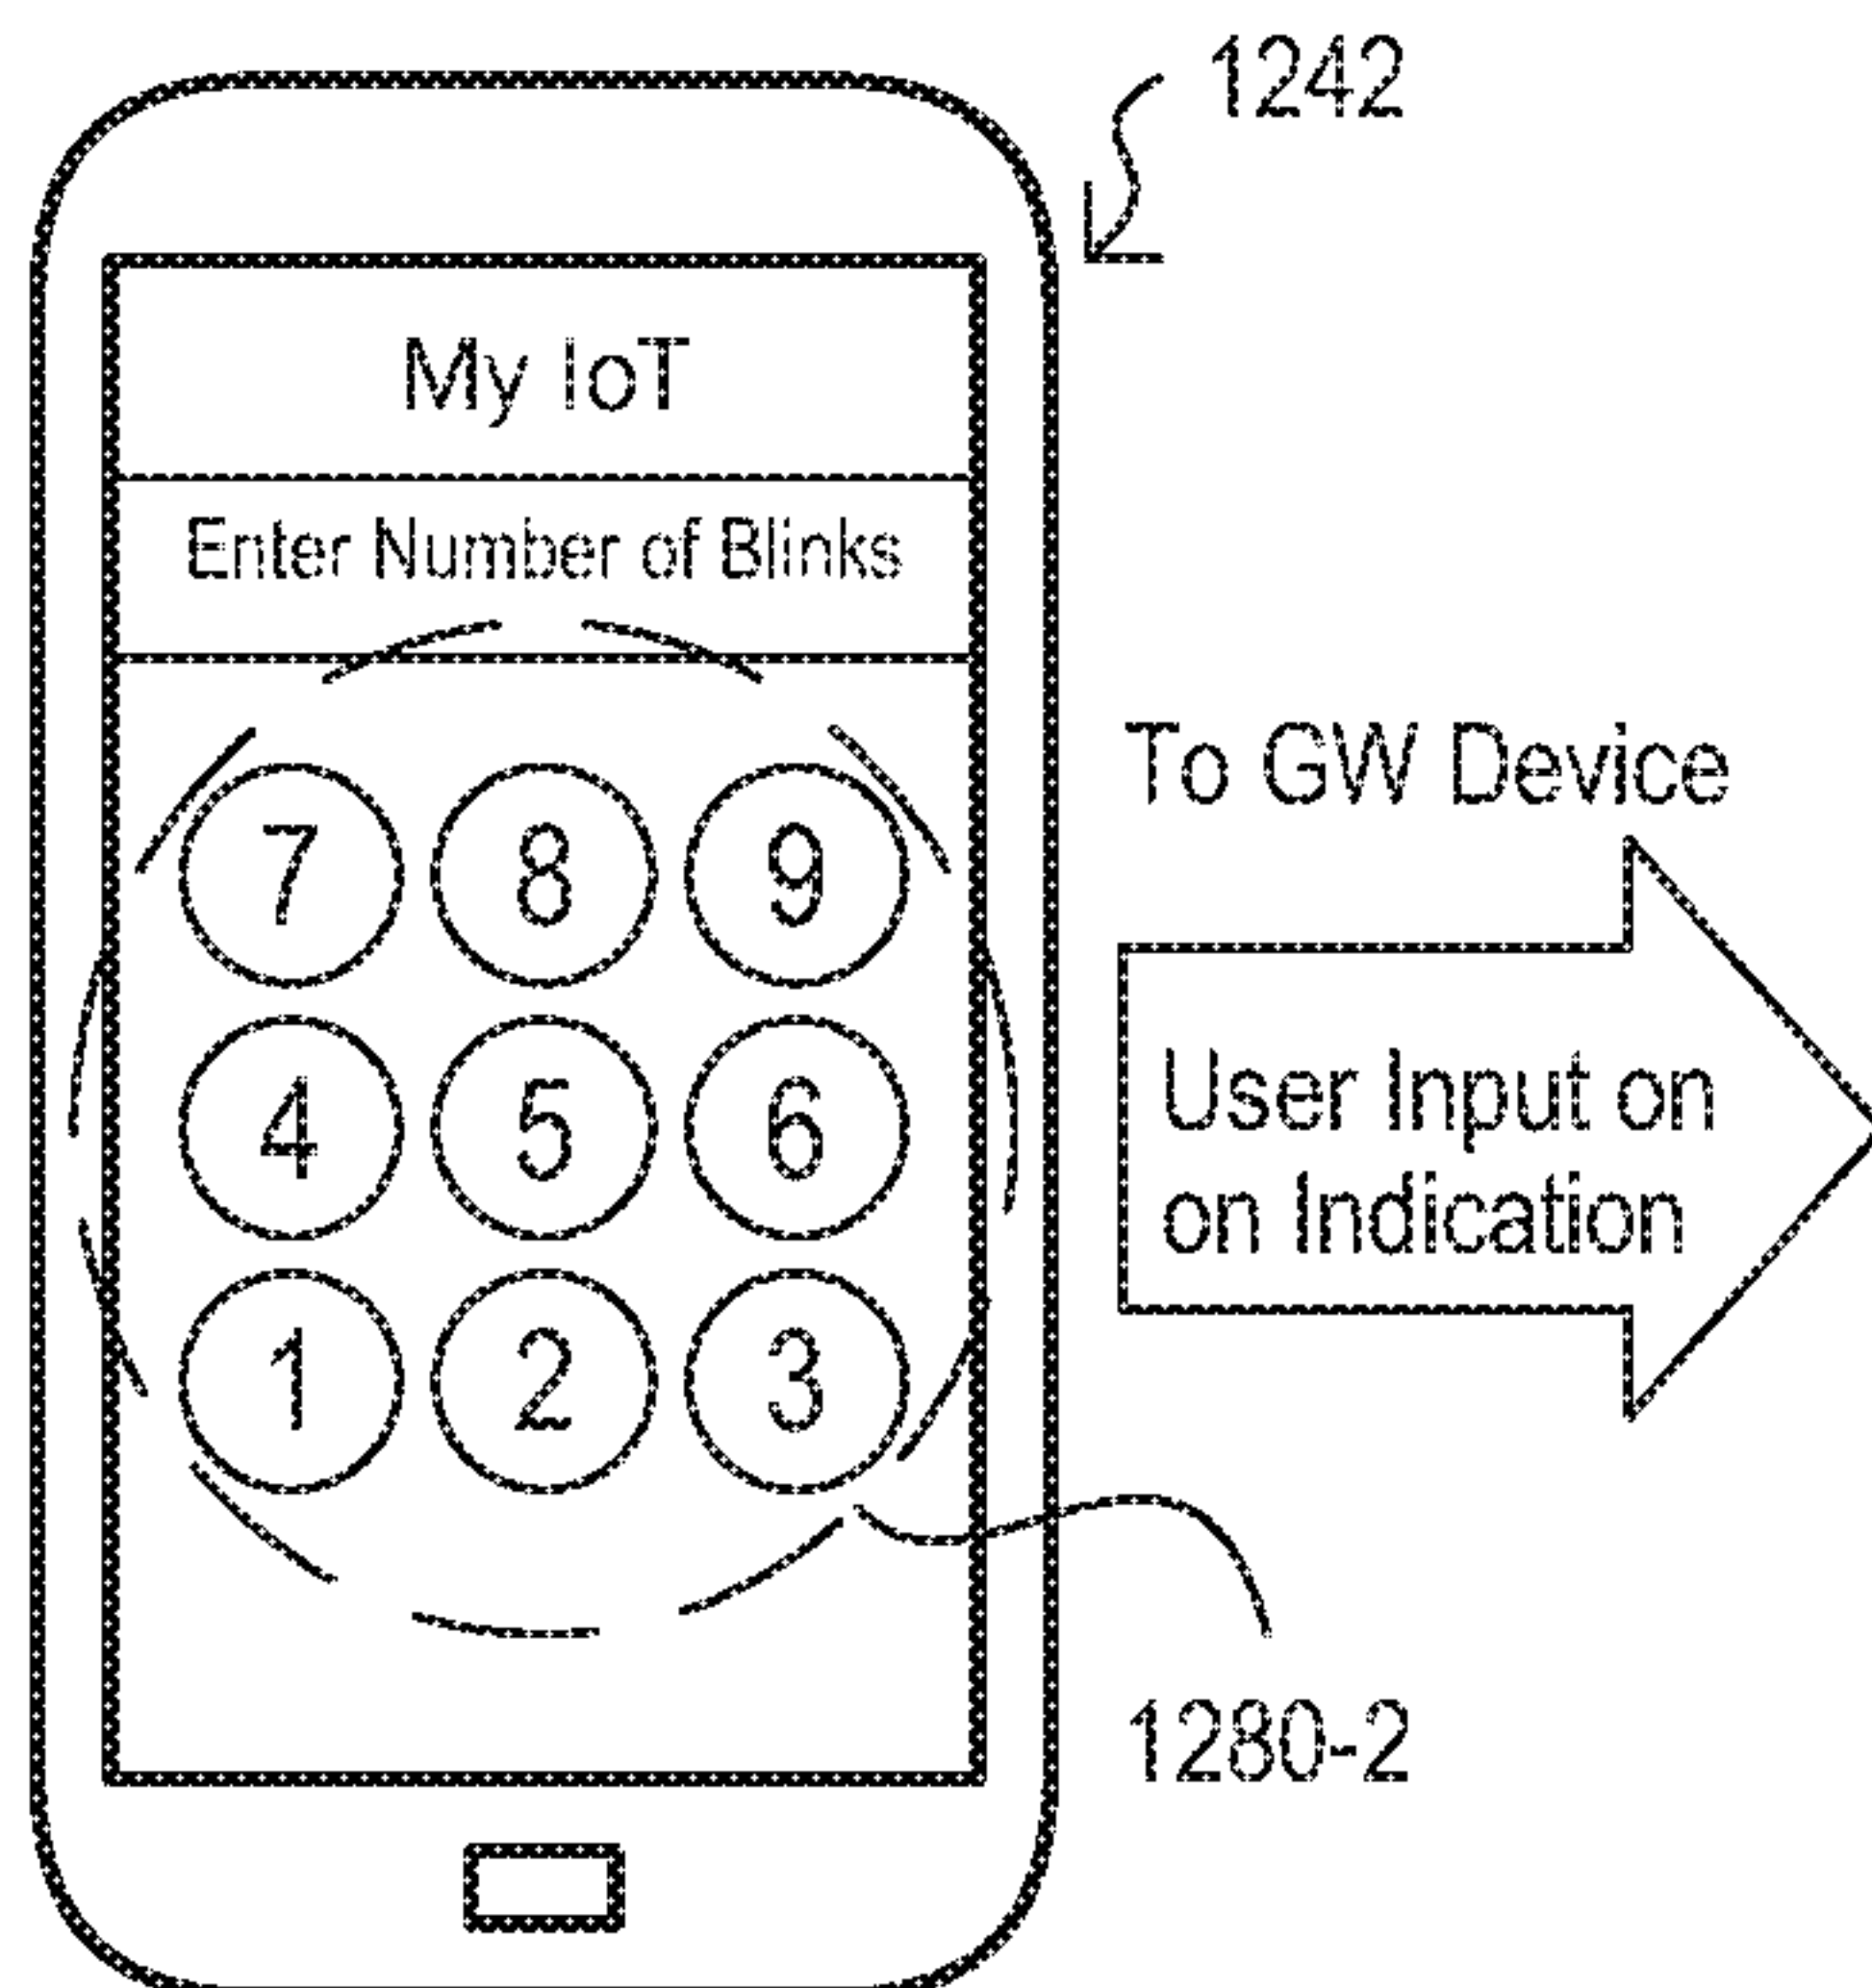 1242
My IoT
Enter Number of Blinks
To GW Device
7 8 9
4 5 6
User Input on
on Indication
1 2 3
1280-2